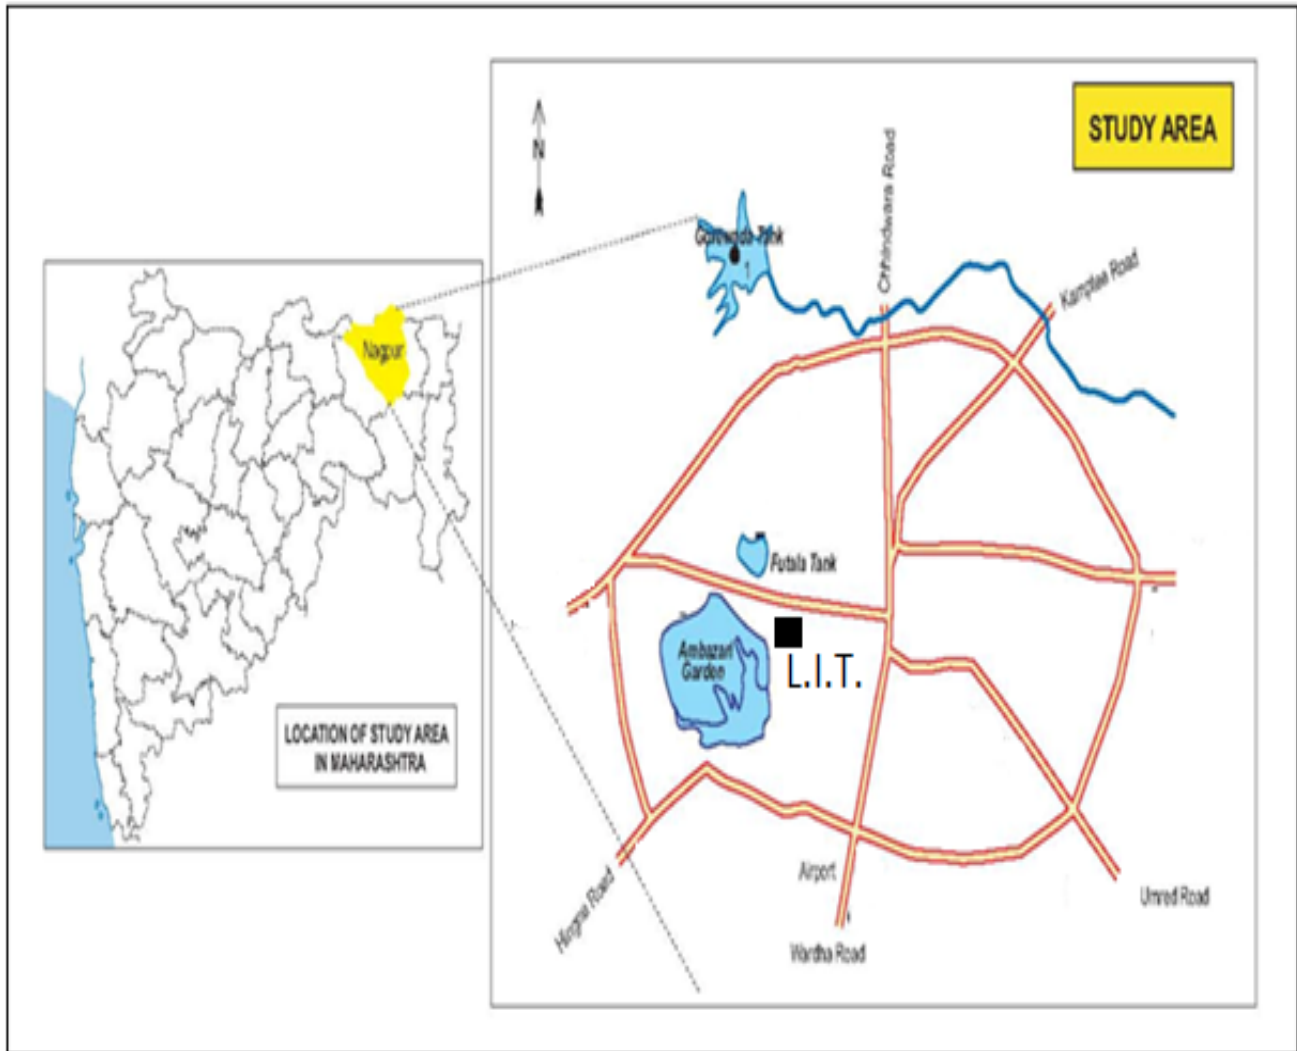 STUDY AREA
N
Gorewada Tank
1
Chhindwara Road
Kamptee Road
Nagpur
Futala Tank
Ambazari
Garden
L.I.T.
LOCATION OF STUDY AREA
IN MAHARASHTRA
Airport
Hingna Road
Wardha Road
Umred Road